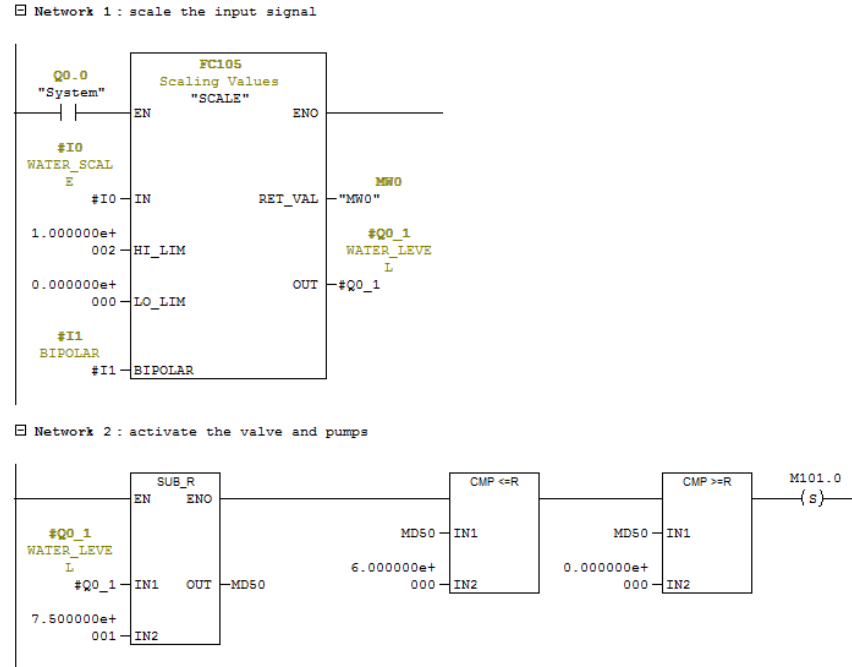 Network 1 : scale the input signal
FC105
Q0.0
Scaling Values
"System"
"SCALE"
EN
ENO
#I0
WATER_SCAL
E
MW0
#I0
IN
RET_VAL
"MW0"
1.000000e+
#Q0_1
002
HI_LIM
WATER_LEVE
L
0.000000e+
OUT
#Q0_1
000
LO_LIM
#I1
BIPOLAR
#I1
BIPOLAR
Network 2 : activate the valve and pumps
SUB_R
CMP <=R
CMP >=R
M101.0
EN
ENO
S
#Q0_1
MD50
IN1
MD50
IN1
WATER_LEVE
L
6.000000e+
0.000000e+
#Q0_1
IN1
OUT
MD50
000
IN2
000
IN2
7.500000e+
001
IN2